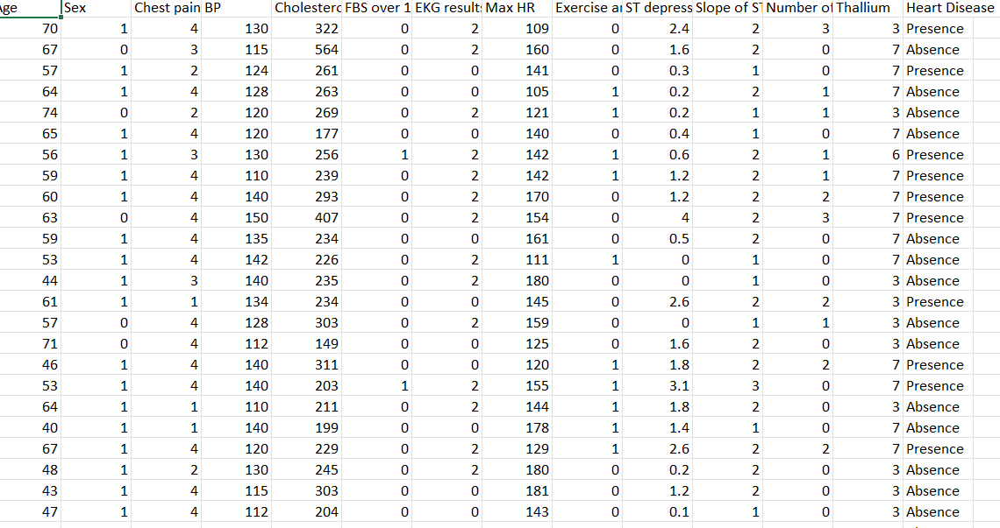 Age Sex Chest pain BP Cholesterc FBS over 1 EKG results Max HR Exercise ar ST depress Slope of ST Number of Thallium Heart Disease
70 1 4 130 322 0 2 109 0 2.4 2 3 3 Presence
67 0 3 115 564 0 2 160 0 1.6 2 0 7 Absence
57 1 2 124 261 0 0 141 0 0.3 1 0 7 Presence
64 1 4 128 263 0 0 105 1 0.2 2 1 7 Absence
74 0 2 120 269 0 2 121 1 0.2 1 1 3 Absence
65 1 4 120 177 0 0 140 0 0.4 1 0 7 Absence
56 1 3 130 256 1 2 142 1 0.6 2 1 6 Presence
59 1 4 110 239 0 2 142 1 1.2 2 1 7 Presence
60 1 4 140 293 0 2 170 0 1.2 2 2 7 Presence
63 0 4 150 407 0 2 154 0 4 2 3 7 Presence
59 1 4 135 234 0 0 161 0 0.5 2 0 7 Absence
53 1 4 142 226 0 2 111 1 0 1 0 7 Absence
44 1 3 140 235 0 2 180 0 0 1 0 3 Absence
61 1 1 134 234 0 0 145 0 2.6 2 2 3 Presence
57 0 4 128 303 0 2 159 0 0 1 1 3 Absence
71 0 4 112 149 0 0 125 0 1.6 2 0 3 Absence
46 1 4 140 311 0 0 120 1 1.8 2 2 7 Presence
53 1 4 140 203 1 2 155 1 3.1 3 0 7 Presence
64 1 1 110 211 0 2 144 1 1.8 2 0 3 Absence
40 1 1 140 199 0 0 178 1 1.4 1 0 7 Absence
67 1 4 120 229 0 2 129 1 2.6 2 2 7 Presence
48 1 2 130 245 0 2 180 0 0.2 2 0 3 Absence
43 1 4 115 303 0 0 181 0 1.2 2 0 3 Absence
47 1 4 112 204 0 0 143 0 0.1 1 0 3 Absence